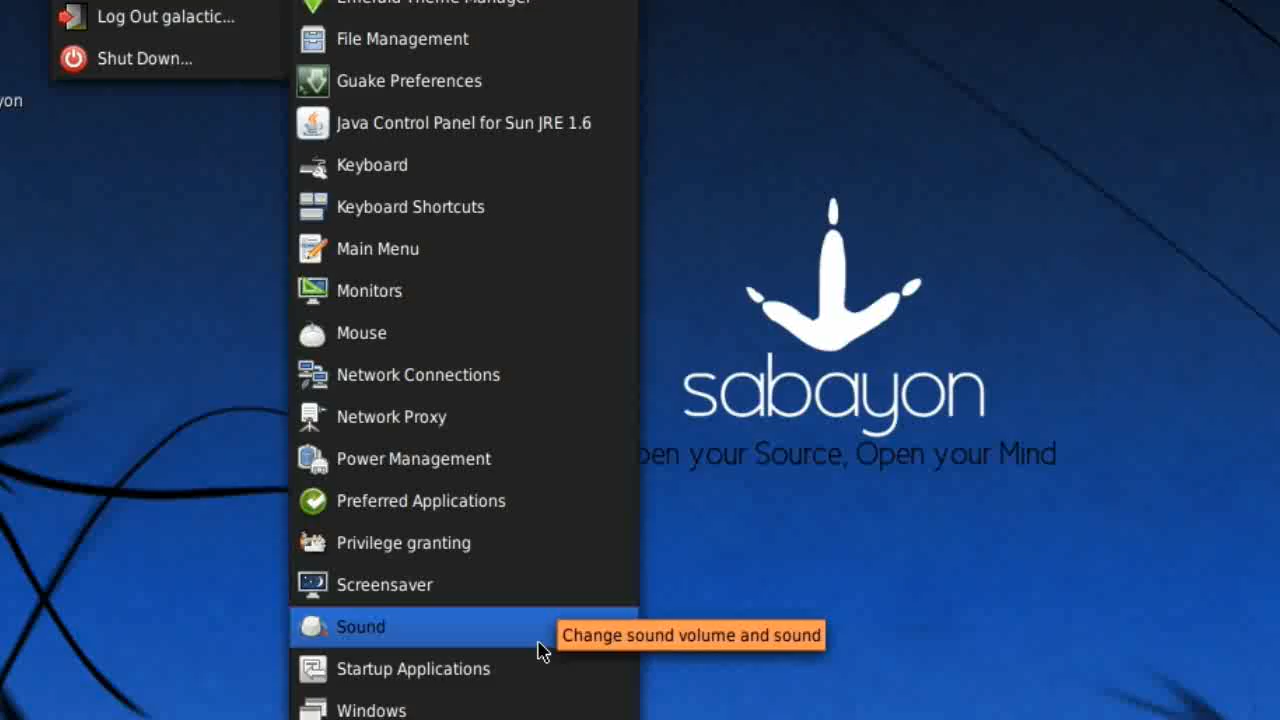 Log Out galactic...
Shut Down...
yon
Emerald Theme Manager
File Management
Guake Preferences
Java Control Panel for Sun JRE 1.6
Keyboard
Keyboard Shortcuts
Main Menu
Monitors
Mouse
Network Connections
Network Proxy
Power Management
Preferred Applications
Privilege granting
Screensaver
Sound
Startup Applications
Windows
Change sound volume and sound
sabayon
pen your Source, Open your Mind